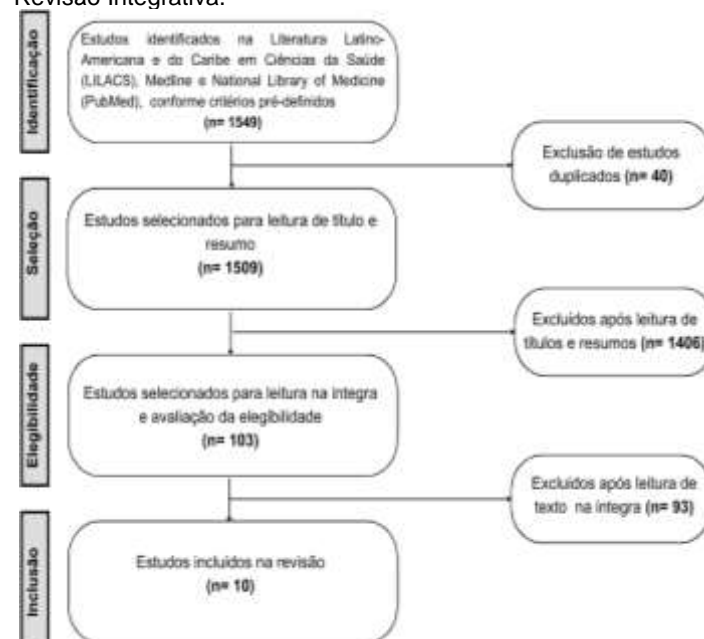 Revisão Integrativa.
Identificação
Estudos identificados na Literatura Latino-
Americana e do Caribe em Ciências da Saúde
(LILACS), Medline e National Library of Medicine
(PubMed), conforme critérios pré-definidos
(n= 1549)
Exclusão de estudos
duplicados (n= 40)
Seleção
Estudos selecionados para leitura de título e
resumo
(n= 1509)
Excluídos após leitura de
títulos e resumos (n= 1406)
Elegibilidade
Estudos selecionados para leitura na íntegra
e avaliação da elegibilidade
(n= 103)
Excluídos após leitura de
texto na íntegra (n= 93)
Inclusão
Estudos incluídos na revisão
(n= 10)